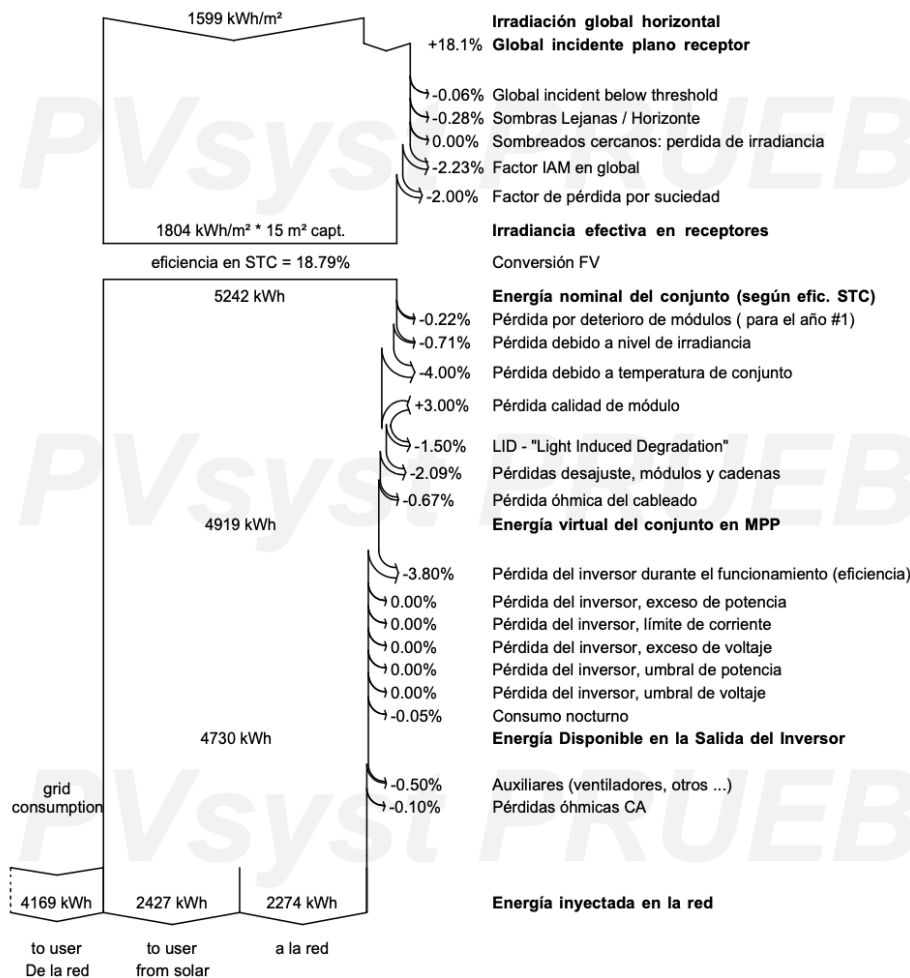 1599 kWh/m² Irradiación global horizontal
+18.1% Global incidente plano receptor
-0.06% Global incident below threshold
-0.28% Sombras Lejanas / Horizonte
0.00% Sombreados cercanos: perdida de irradiancia
-2.23% Factor IAM en global
-2.00% Factor de pérdida por suciedad
1804 kWh/m² * 15 m² capt. Irradiancia efectiva en receptores
eficiencia en STC = 18.79% Conversión FV
5242 kWh Energía nominal del conjunto (según efic. STC)
-0.22% Pérdida por deterioro de módulos ( para el año #1)
-0.71% Pérdida debido a nivel de irradiancia
-4.00% Pérdida debido a temperatura de conjunto
+3.00% Pérdida calidad de módulo
-1.50% LID - "Light Induced Degradation"
-2.09% Pérdidas desajuste, módulos y cadenas
-0.67% Pérdida óhmica del cableado
4919 kWh Energía virtual del conjunto en MPP
-3.80% Pérdida del inversor durante el funcionamiento (eficiencia)
0.00% Pérdida del inversor, exceso de potencia
0.00% Pérdida del inversor, límite de corriente
0.00% Pérdida del inversor, exceso de voltaje
0.00% Pérdida del inversor, umbral de potencia
0.00% Pérdida del inversor, umbral de voltaje
-0.05% Consumo nocturno
4730 kWh Energía Disponible en la Salida del Inversor
-0.50% Auxiliares (ventiladores, otros ...)
grid
consumption
-0.10% Pérdidas óhmicas CA
4169 kWh 2427 kWh 2274 kWh Energía inyectada en la red
to user to user a la red
De la red from solar
PVsyst PRUEB
PVsyst PRUEB
PVsyst PRUEB